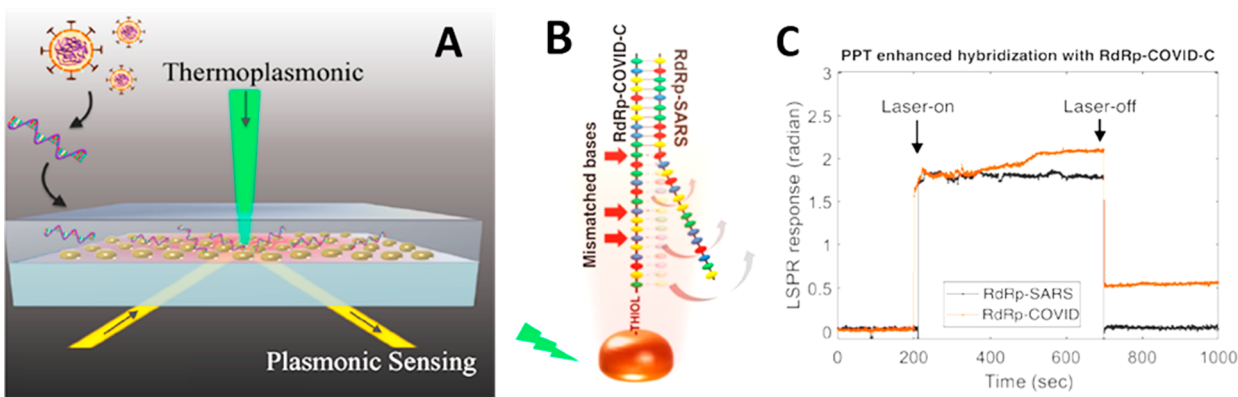 A
Thermoplasmonic
Plasmonic Sensing
B
RdRp-COVID-C
RdRp-SARS
Mismatched bases
-THIOL
C
PPT enhanced hybridization with RdRp-COVID-C
LSPR response (radian)
3
2.5
2
1.5
1
0.5
0
Laser-on
Laser-off
RdRp-SARS
RdRp-COVID
0
200
400
600
800
1000
Time (sec)